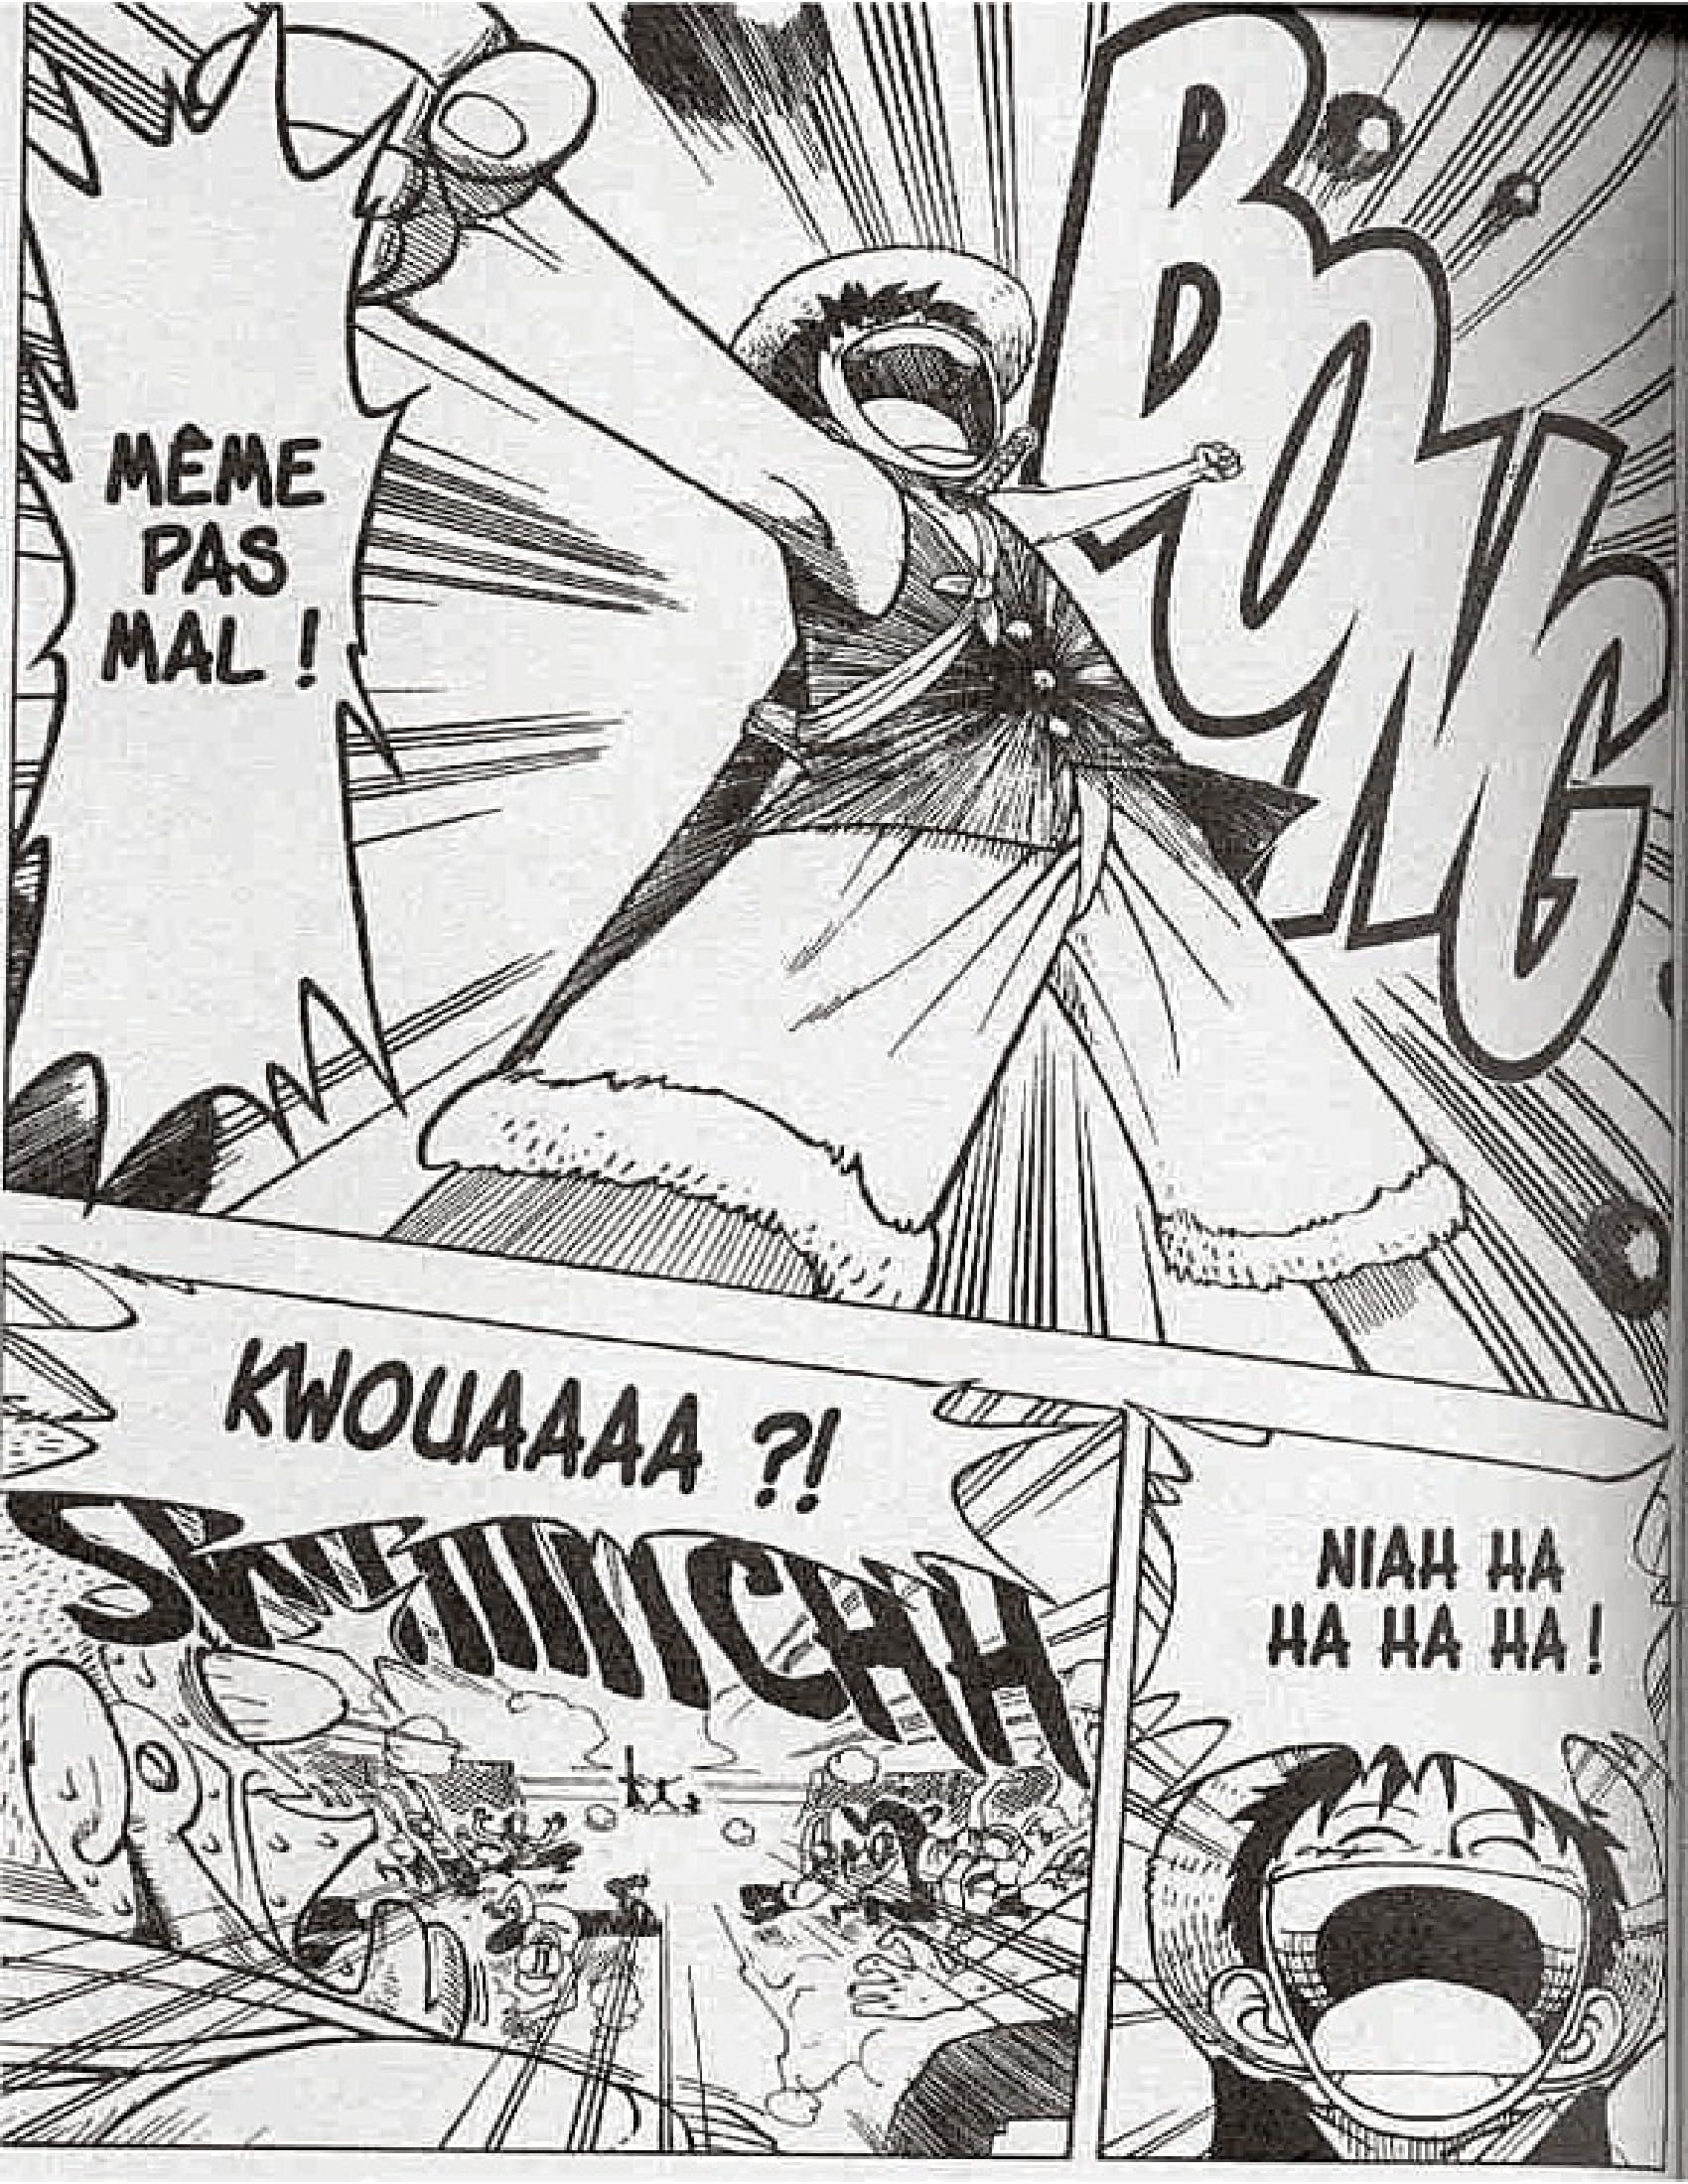 MÊME
PAS
MAL !
BOING
KWOUAAAA ?!
NIAH HA
HA HA HA !